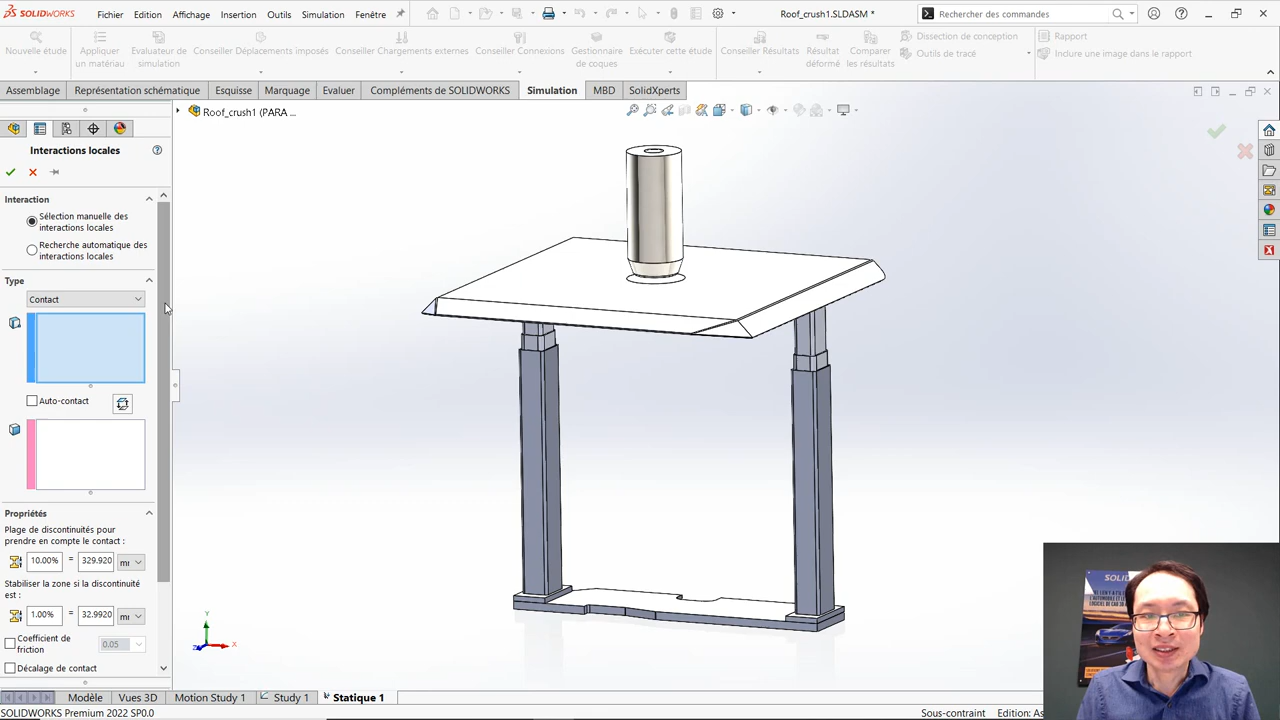 SOLIDWORKS
Fichier
Edition
Affichage
Insertion
Outils
Simulation
Fenêtre
Roof_crush1.SLDASM *
Rechercher des commandes
Nouvelle étude
Appliquer un matériau
Evaluateur de simulation
Conseiller Déplacements imposés
Conseiller Chargements externes
Conseiller Connexions
Gestionnaire de coques
Exécuter cette étude
Conseiller Résultats
Résultat déformé
Comparer les résultats
Dissection de conception
Outils de tracé
Rapport
Inclure une image dans le rapport
Assemblage
Représentation schématique
Esquisse
Marquage
Evaluer
Compléments de SOLIDWORKS
Simulation
MBD
SolidXperts
Roof_crush1 (PARA ...
Interactions locales
Interaction
Sélection manuelle des
interactions locales
Recherche automatique des
interactions locales
Type
Contact
Auto-contact
Propriétés
Plage de discontinuités pour
prendre en compte le contact :
10.00% = 329.920
Stabiliser la zone si la discontinuité
est :
1.00% = 32.9920
Coefficient de
friction
0.05
Décalage de contact
Y
X
Z
Modèle
Vues 3D
Motion Study 1
Study 1
Statique 1
SOLIDWORKS Premium 2022 SP0.0
Sous-constraint
Edition: As